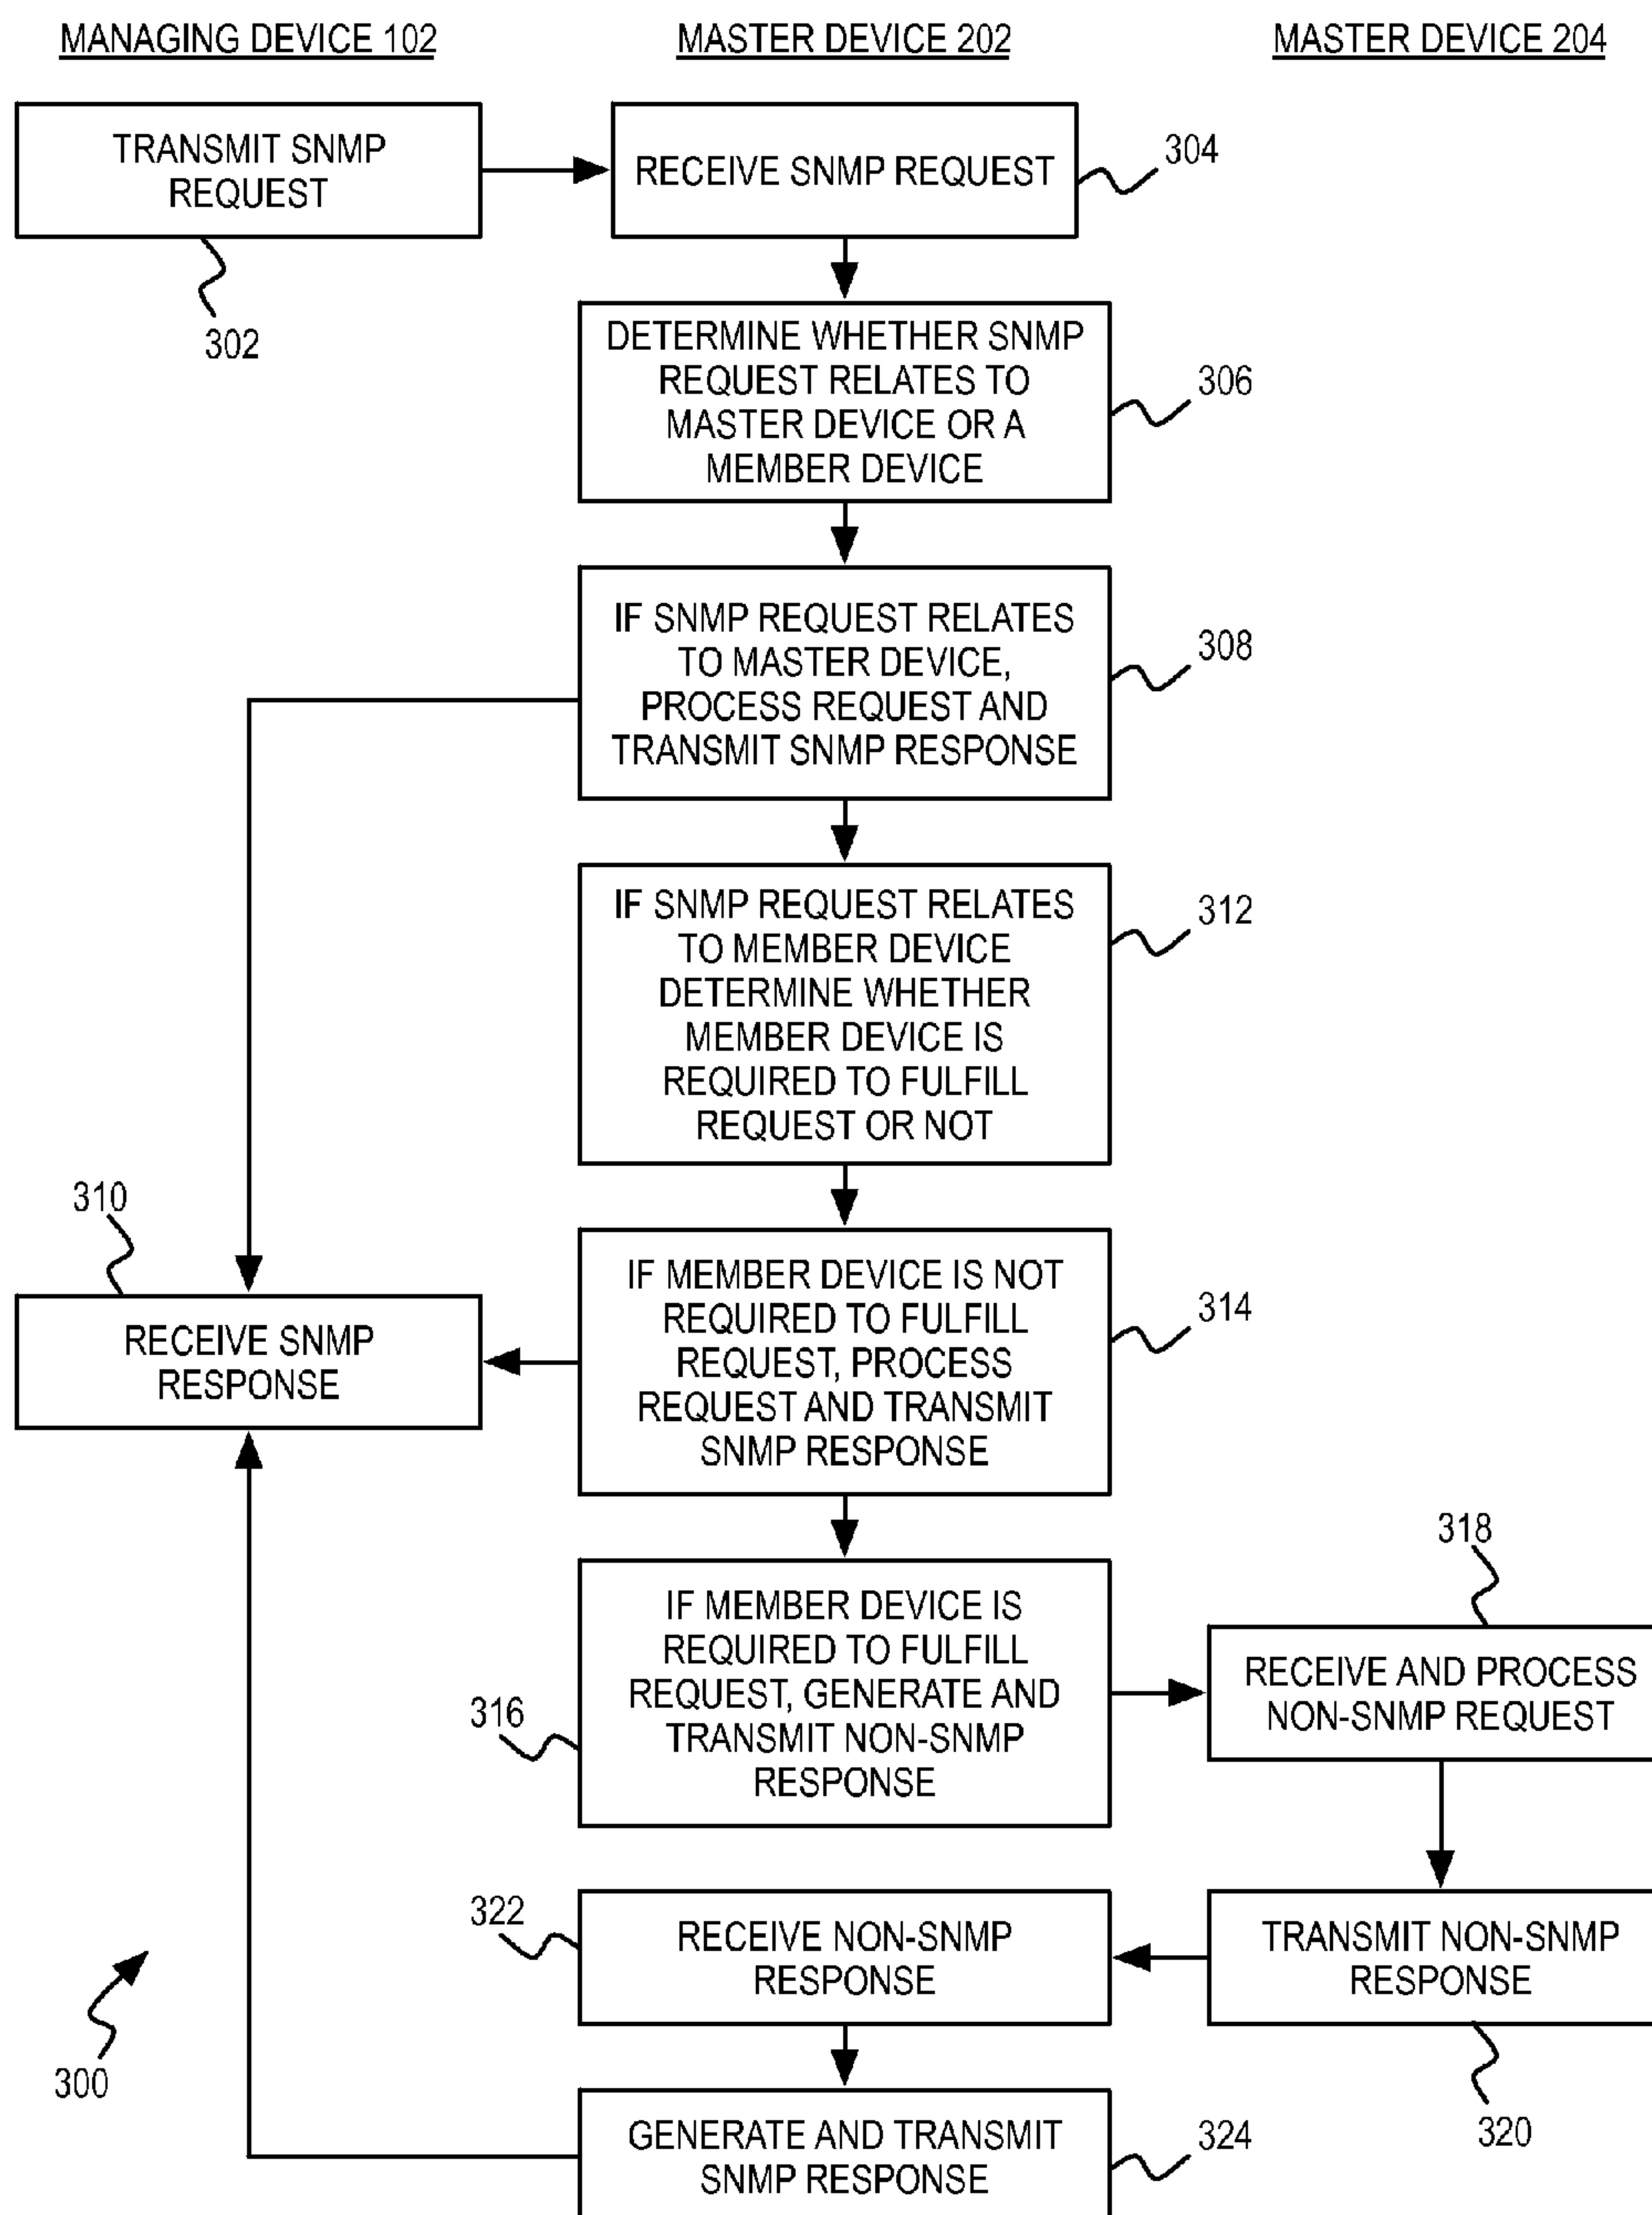 MANAGING DEVICE 102
MASTER DEVICE 202
MASTER DEVICE 204
TRANSMIT SNMP
REQUEST
302
RECEIVE SNMP REQUEST
304
DETERMINE WHETHER SNMP
REQUEST RELATES TO
MASTER DEVICE OR A
MEMBER DEVICE
306
IF SNMP REQUEST RELATES
TO MASTER DEVICE,
PROCESS REQUEST AND
TRANSMIT SNMP RESPONSE
308
IF SNMP REQUEST RELATES
TO MEMBER DEVICE
DETERMINE WHETHER
MEMBER DEVICE IS
REQUIRED TO FULFILL
REQUEST OR NOT
312
310
RECEIVE SNMP
RESPONSE
IF MEMBER DEVICE IS NOT
REQUIRED TO FULFILL
REQUEST, PROCESS
REQUEST AND TRANSMIT
SNMP RESPONSE
314
IF MEMBER DEVICE IS
REQUIRED TO FULFILL
REQUEST, GENERATE AND
TRANSMIT NON-SNMP
RESPONSE
316
318
RECEIVE AND PROCESS
NON-SNMP REQUEST
322
RECEIVE NON-SNMP
RESPONSE
TRANSMIT NON-SNMP
RESPONSE
320
300
GENERATE AND TRANSMIT
SNMP RESPONSE
324